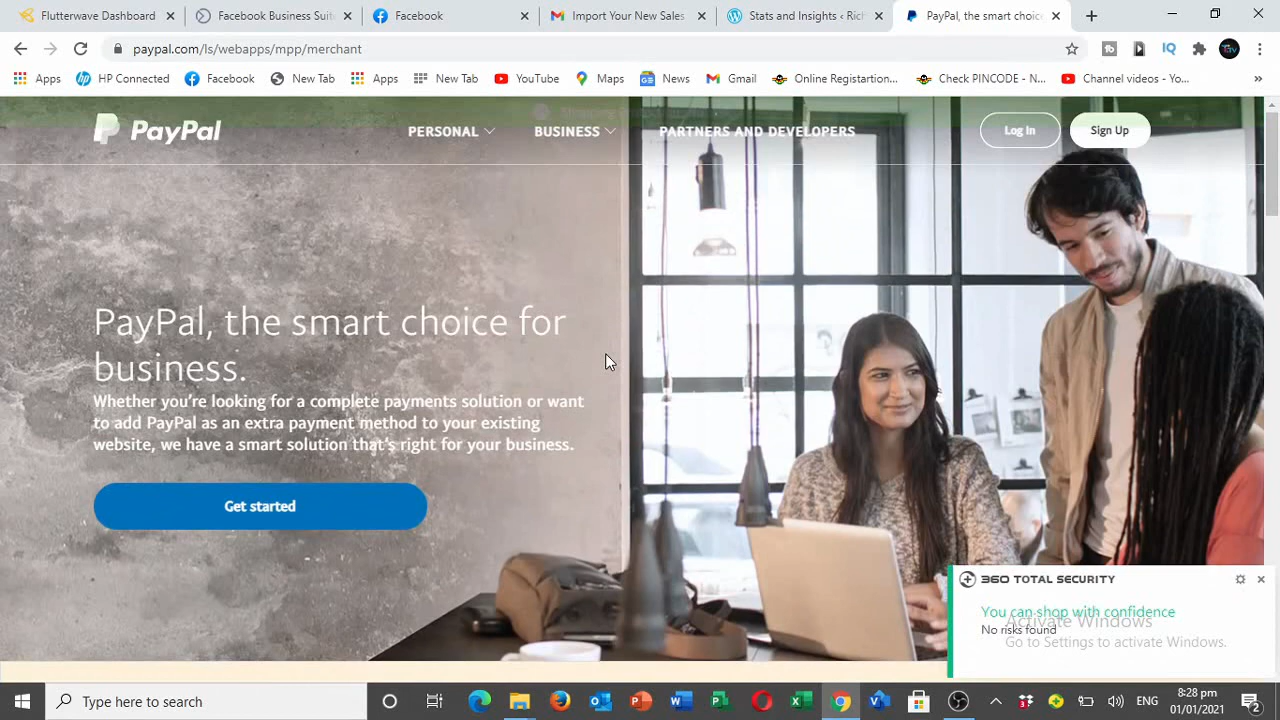 Flutterwave Dashboard
Facebook Business Suit
Facebook
Import Your New Sales
Stats and Insights ‹ Rich
PayPal, the smart choic
paypal.com/ls/webapps/mpp/merchant
IQ
Apps
HP Connected
Facebook
New Tab
Apps
New Tab
YouTube
Maps
News
Gmail
Online Registartion...
Check PINCODE - N...
Channel videos - Yo...
»
PayPal
PERSONAL
BUSINESS
PARTNERS AND DEVELOPERS
Log In
Sign Up
PayPal, the smart choice for
business.
Whether you're looking for a complete payments solution or want
to add PayPal as an extra payment method to your existing
website, we have a smart solution that's right for your business.
Get started
360 TOTAL SECURITY
You can shop with confidence
Activate Windows
No risks found
Go to Settings to activate Windows.
Type here to search
ENG
8:28 pm
01/01/2021
2